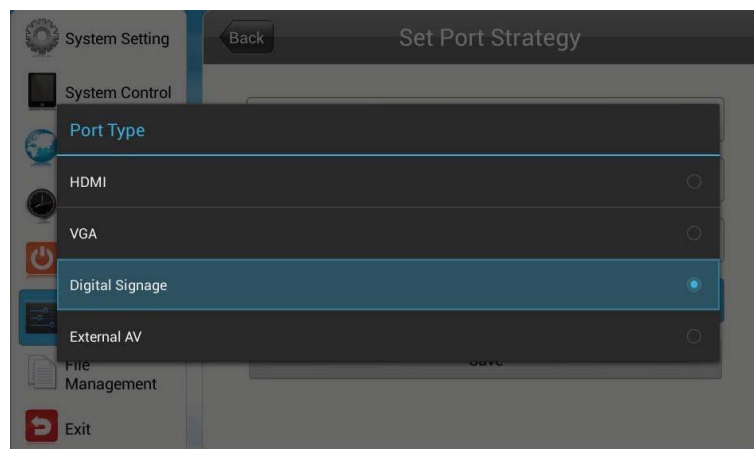 System Setting
Back
Set Port Strategy
System Control
Port Type
HDMI
VGA
Digital Signage
External AV
File
Management
Save
Exit